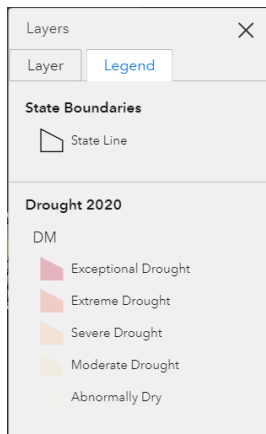 Layers
Layer Legend
State Boundaries
State Line
Drought 2020
DM
Exceptional Drought
Extreme Drought
Severe Drought
Moderate Drought
Abnormally Dry